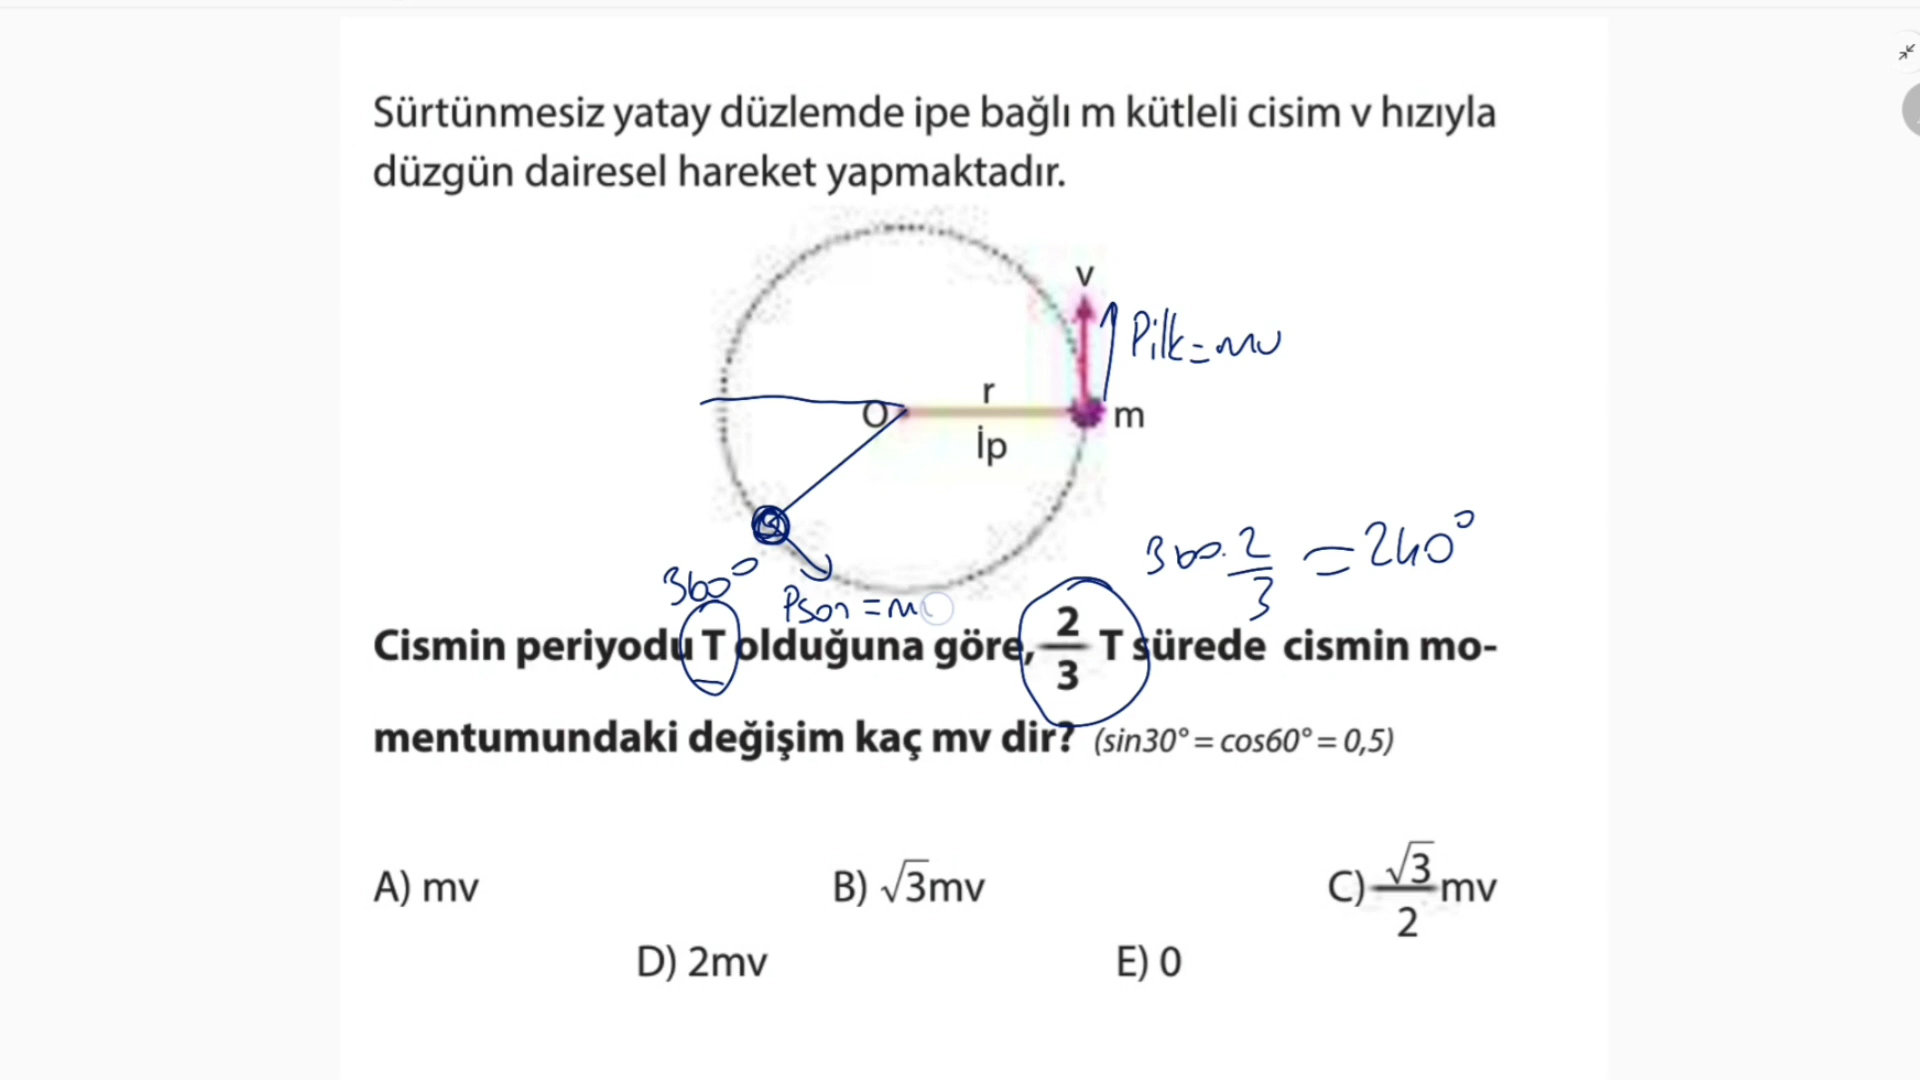 Sürtünmesiz yatay düzlemde ipe bağlı m kütleli cisim v hızıyla
düzgün dairesel hareket yapmaktadır.
v
Pilk = mv
r
O
m
İp
360 · 2/3 = 240°
360°
Pson = m
Cismin periyodu T olduğuna göre, 2/3 T sürede cismin mo-
mentumundaki değişim kaç mv dir? (sin30° = cos60° = 0,5)
A) mv
B) √3mv
C) √3/2 mv
D) 2mv
E) 0